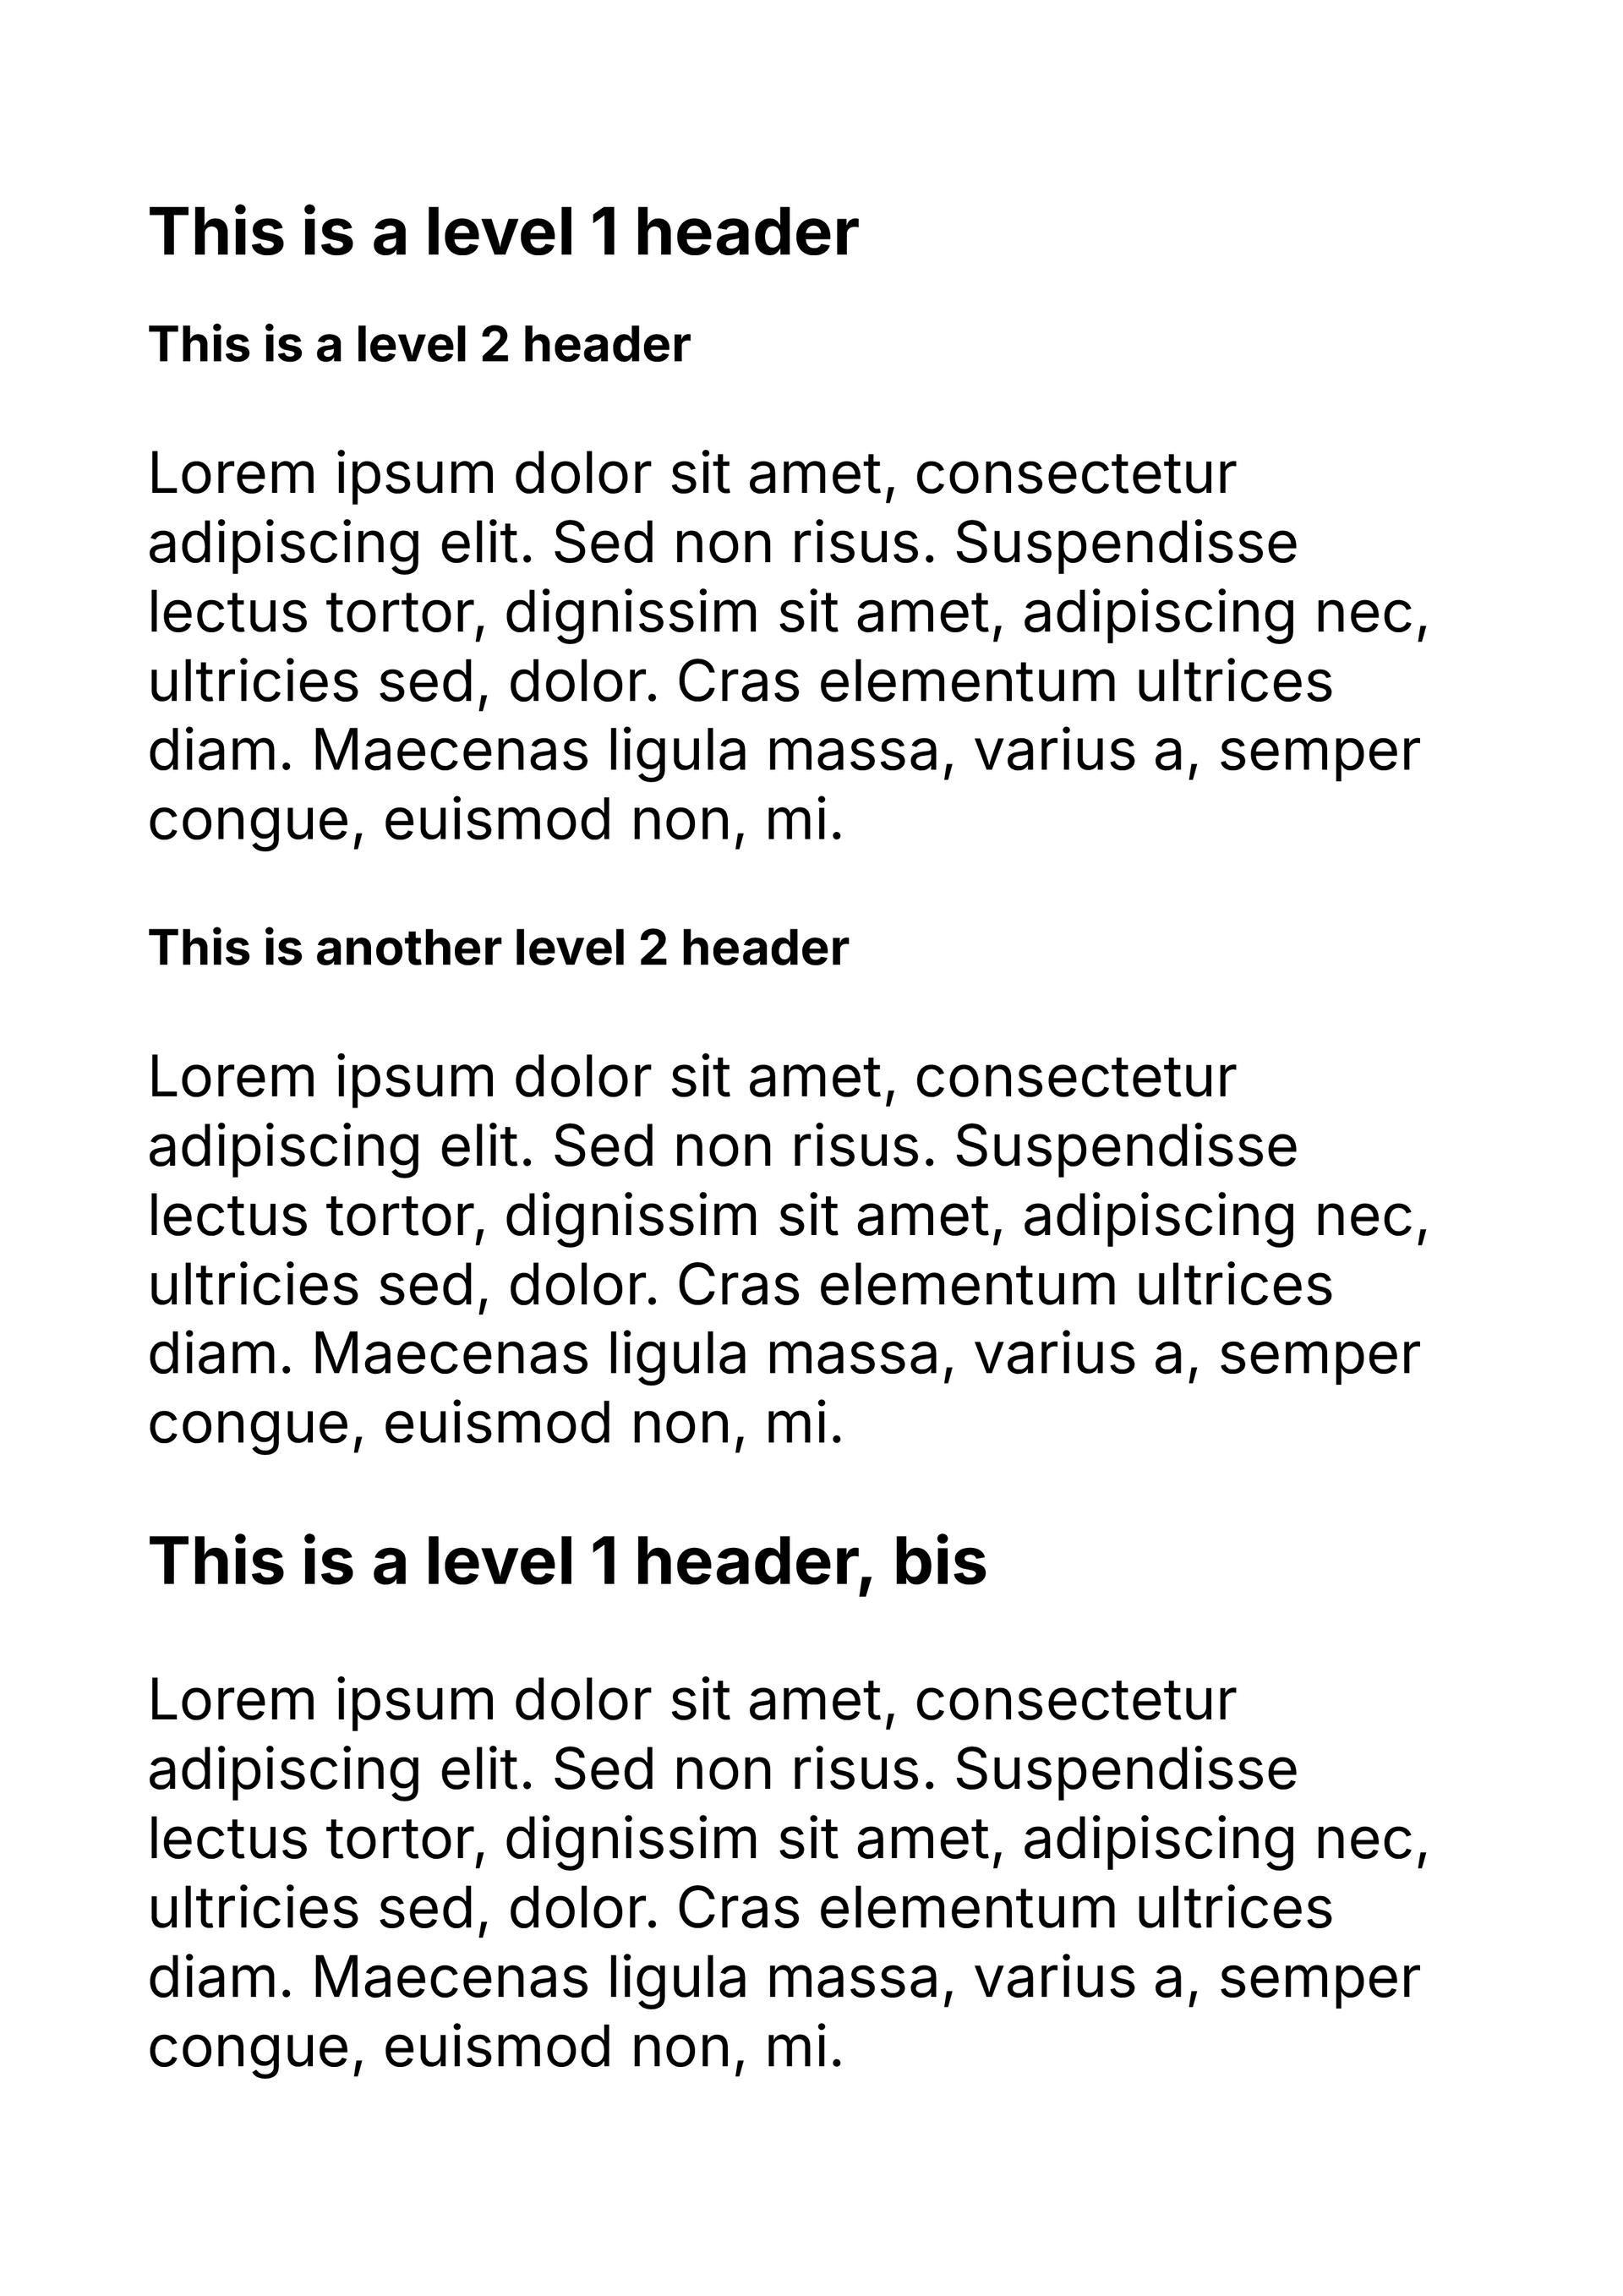 This is a level 1 header
This is a level 2 header
Lorem ipsum dolor sit amet, consectetur
adipiscing elit. Sed non risus. Suspendisse
lectus tortor, dignissim sit amet, adipiscing nec,
ultricies sed, dolor. Cras elementum ultrices
diam. Maecenas ligula massa, varius a, semper
congue, euismod non, mi.
This is another level 2 header
Lorem ipsum dolor sit amet, consectetur
adipiscing elit. Sed non risus. Suspendisse
lectus tortor, dignissim sit amet, adipiscing nec,
ultricies sed, dolor. Cras elementum ultrices
diam. Maecenas ligula massa, varius a, semper
congue, euismod non, mi.
This is a level 1 header, bis
Lorem ipsum dolor sit amet, consectetur
adipiscing elit. Sed non risus. Suspendisse
lectus tortor, dignissim sit amet, adipiscing nec,
ultricies sed, dolor. Cras elementum ultrices
diam. Maecenas ligula massa, varius a, semper
congue, euismod non, mi.